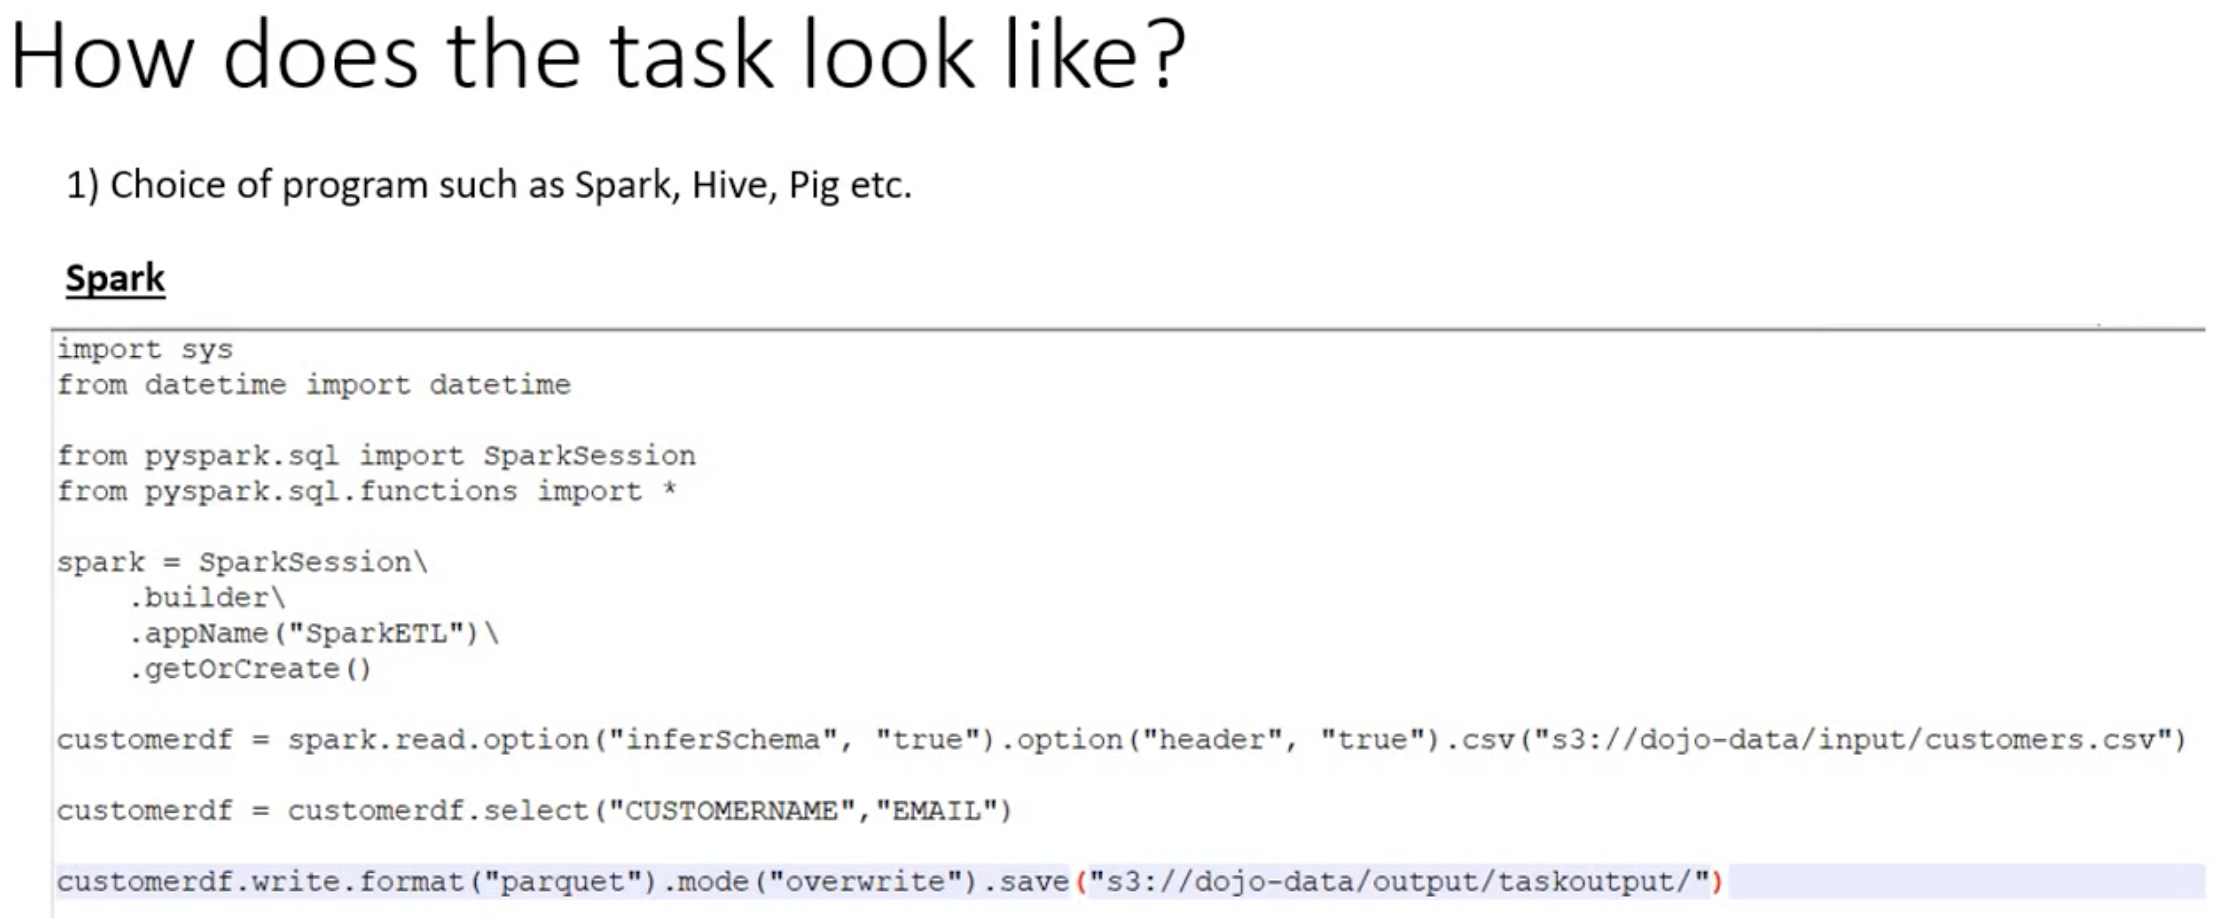 How does the task look like?
1) Choice of program such as Spark, Hive, Pig etc.
Spark
import sys
from datetime import datetime
from pyspark.sql import SparkSession
from pyspark.sql.functions import *
spark = SparkSession\
    .builder\
    .appName("SparkETL")\
    .getOrCreate()
customerdf = spark.read.option("inferSchema", "true").option("header", "true").csv("s3://dojo-data/input/customers.csv")
customerdf = customerdf.select("CUSTOMERNAME","EMAIL")
customerdf.write.format("parquet").mode("overwrite").save("s3://dojo-data/output/taskoutput/")